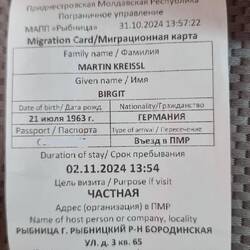 Приднестровская Молдавская Республика
Пограничное управление
МАПП «Рыбница» 31.10.2024 13:57:22
Migration Card/Миграционная карта
Family name / Фамилия
MARTIN KREISSL
Given name / Имя
BIRGIT
Date of birth/Дата рожд. Nationality/Гражданство
21 июля 1963 г. ГЕРМАНИЯ
Passport / Паспорта Type of arrival / Пересечение
Въезд в ПМР
Duration of stay/ Срок пребывания
02.11.2024 13:54
Цель визита / Purpose if visit
ЧАСТНАЯ
Адрес (организация) в ПМР
Name of host person or company, locality
РЫБНИЦА Г. РЫБНИЦКИЙ Р-Н БОРОДИНСКАЯ
УЛ. д. 3 кв. 65